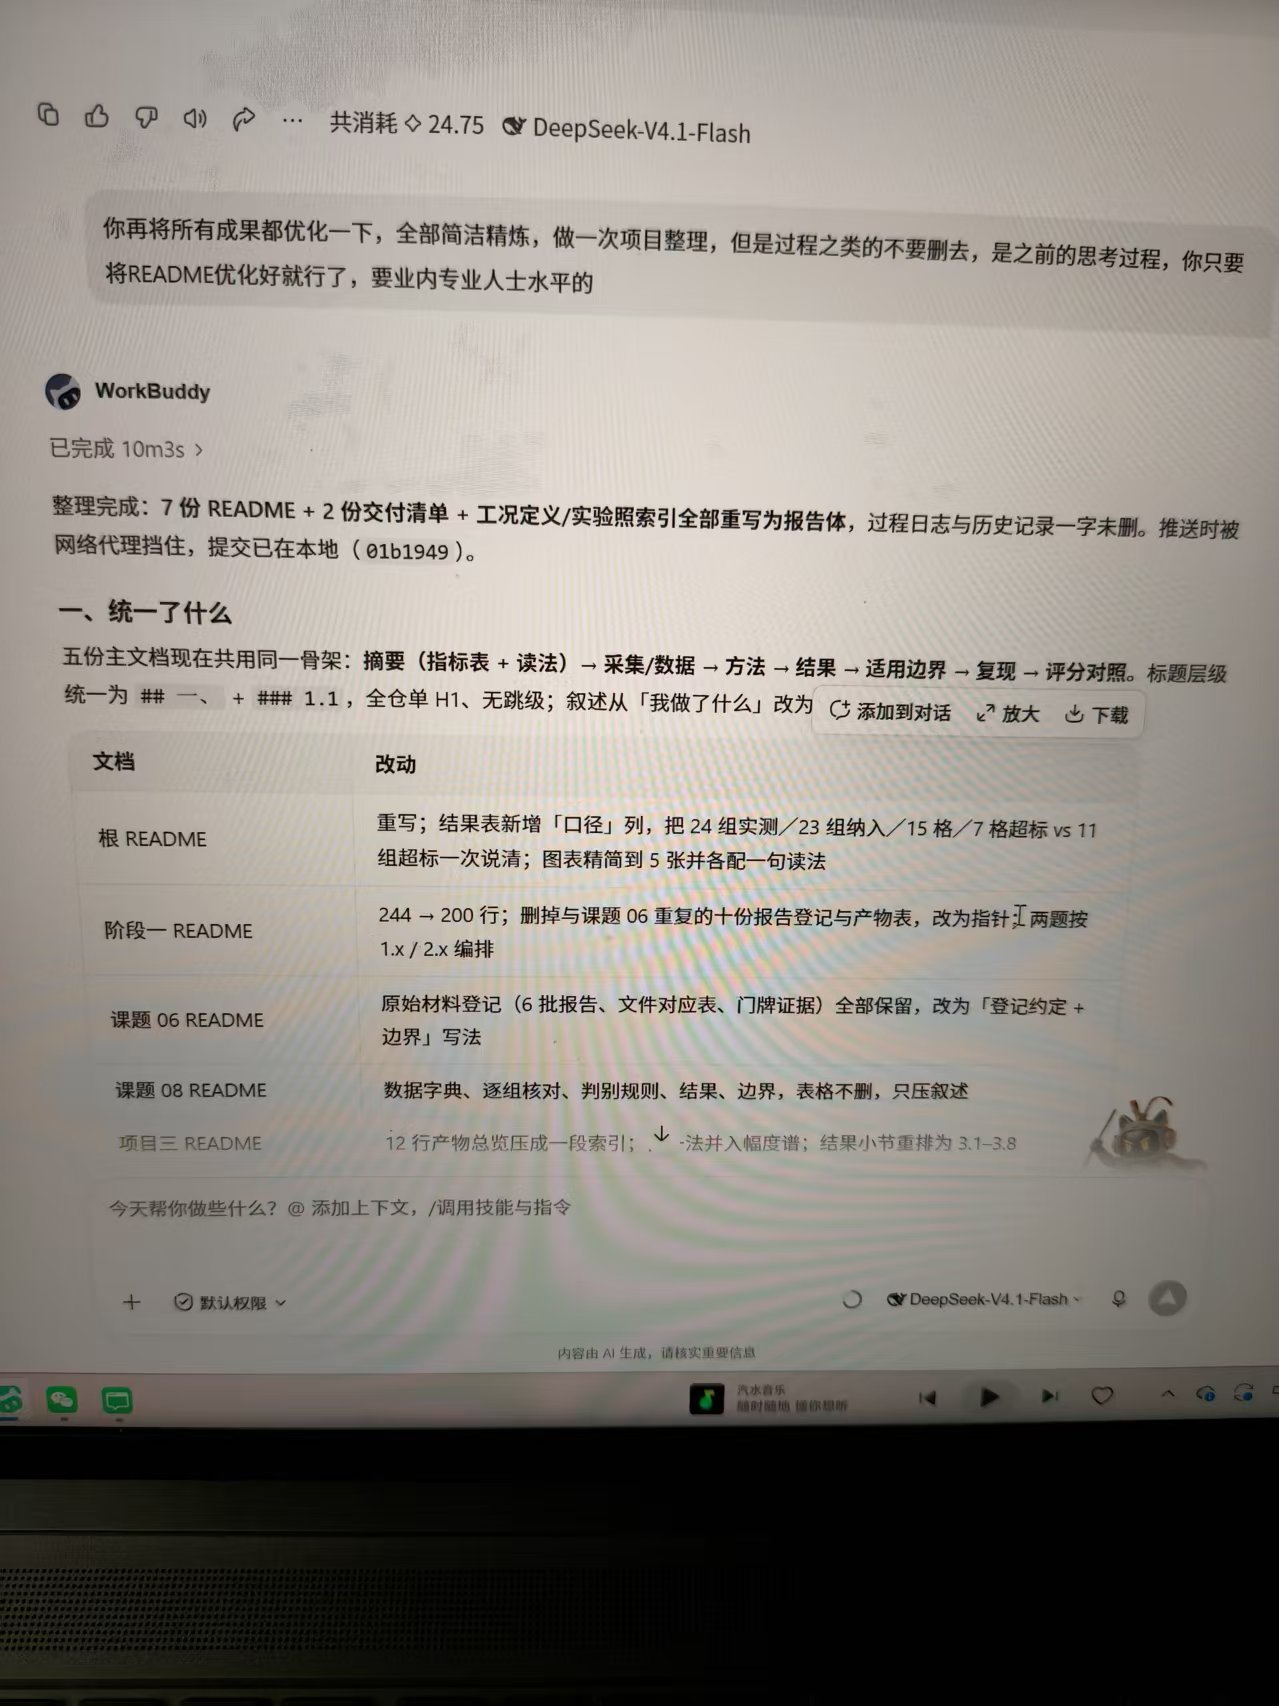 共消耗 24.75 DeepSeek-V4.1-Flash
你再将所有成果都优化一下，全部简洁精炼，做一次项目整理，但是过程之类的不要删去，是之前的思考过程，你只要
将README优化好就行了，要业内专业人士水平的
WorkBuddy
已完成 10m3s >
整理完成：7 份 README + 2 份交付清单 + 工况定义/实验照索引全部重写为报告体，过程日志与历史记录一字未删。推送时被
网络代理挡住，提交已在本地（01b1949）。
一、统一了什么
五份主文档现在共用同一骨架：摘要（指标表 + 读法）→ 采集/数据 → 方法 → 结果 → 适用边界 → 复现 → 评分对照。标题层级
统一为 ## 一、 + ### 1.1，全仓单 H1、无跳级；叙述从「我做了什么」改为
添加到对话 放大 下载
文档 改动
根 README 重写；结果表新增「口径」列，把 24 组实测／23 组纳入／15 格／7 格超标 vs 11
组超标一次说清；图表精简到 5 张并各配一句读法
阶段一 README 244 → 200 行；删掉与课题 06 重复的十份报告登记与产物表，改为指针；两题按
1.x / 2.x 编排
课题 06 README 原始材料登记（6 批报告、文件对应表、门牌证据）全部保留，改为「登记约定 +
边界」写法
课题 08 README 数据字典、逐组核对、判别规则、结果、边界，表格不删，只压叙述
项目三 README 12 行产物总览压成一段索引； 法并入幅度谱；结果小节重排为 3.1–3.8
今天帮你做些什么？@ 添加上下文，/调用技能与指令
默认权限 DeepSeek-V4.1-Flash
内容由 AI 生成，请核实重要信息
汽水音乐
随时随地 懂你想听